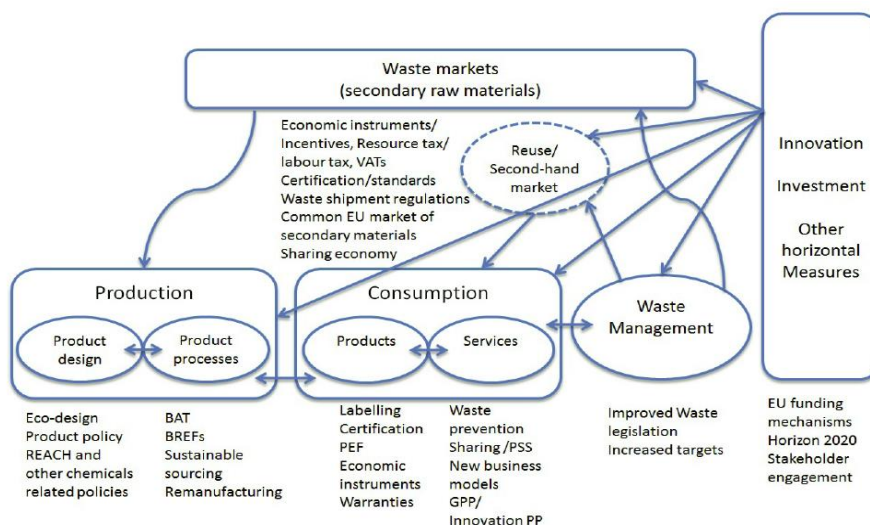 Waste markets
(secondary raw materials)
Economic instruments/
Incentives, Resource tax/
labour tax, VATs
Certification/standards
Waste shipment regulations
Common EU market of
secondary materials
Sharing economy
Reuse/
Second-hand
market
Innovation
Investment
Other
horizontal
Measures
Production
Product
design
Product
processes
Consumption
Products
Services
Waste
Management
Eco-design
Product policy
REACH and
other chemicals
related policies
BAT
BREFs
Sustainable
sourcing
Remanufacturing
Labelling
Certification
PEF
Economic
instruments
Warranties
Waste
prevention
Sharing /PSS
New business
models
GPP/
Innovation PP
Improved Waste
legislation
Increased targets
EU funding
mechanisms
Horizon 2020
Stakeholder
engagement